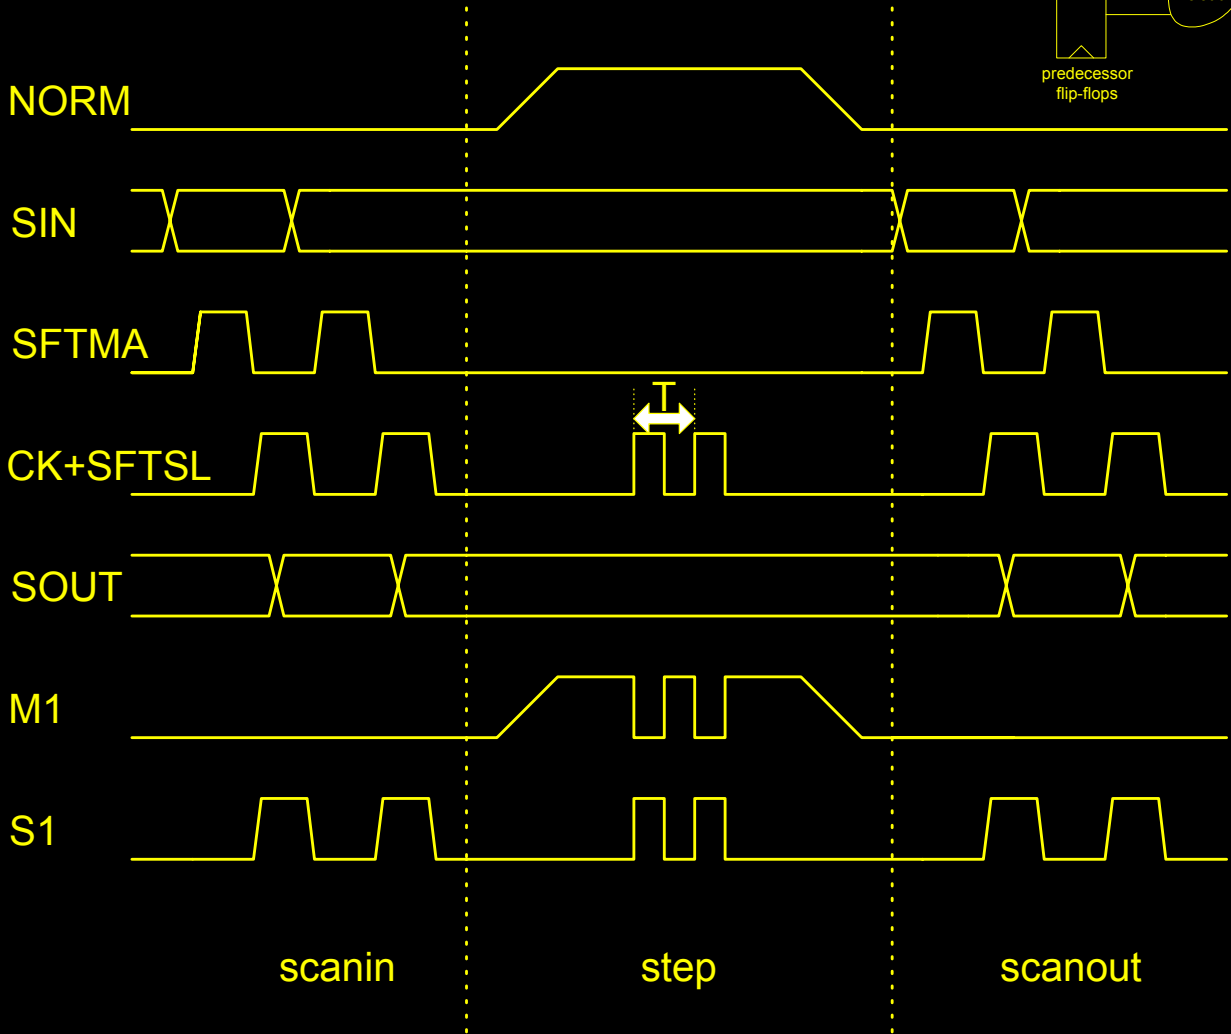 predecessor
flip-flops
NORM
SIN
SFTMA
T
CK+SFTSL
SOUT
M1
S1
scanin step scanout